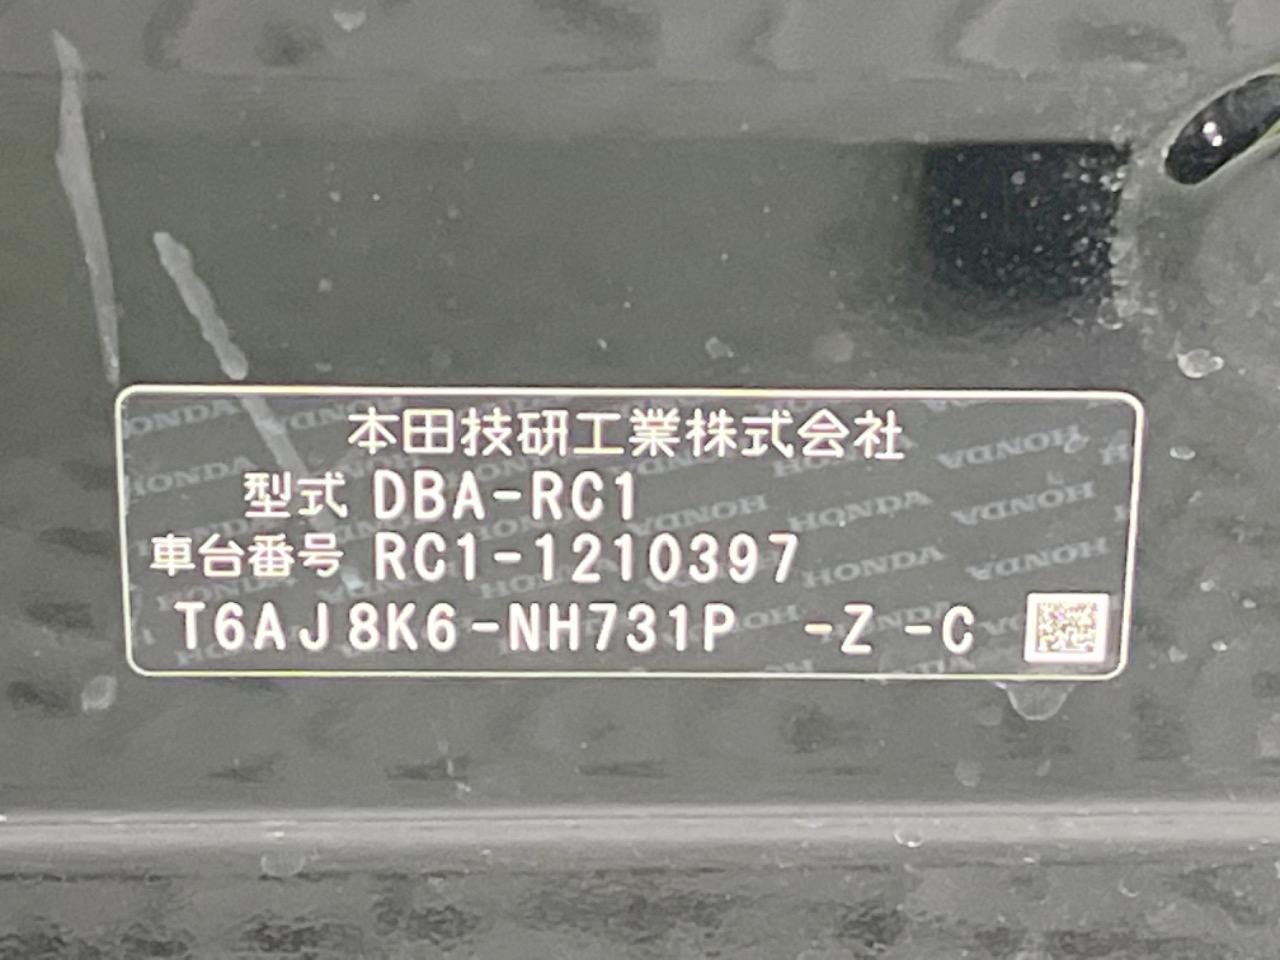 本田技研工業株式会社
型式 DBA-RC1
車台番号 RC1-1210397
T6AJ8K6-NH731P -Z -C